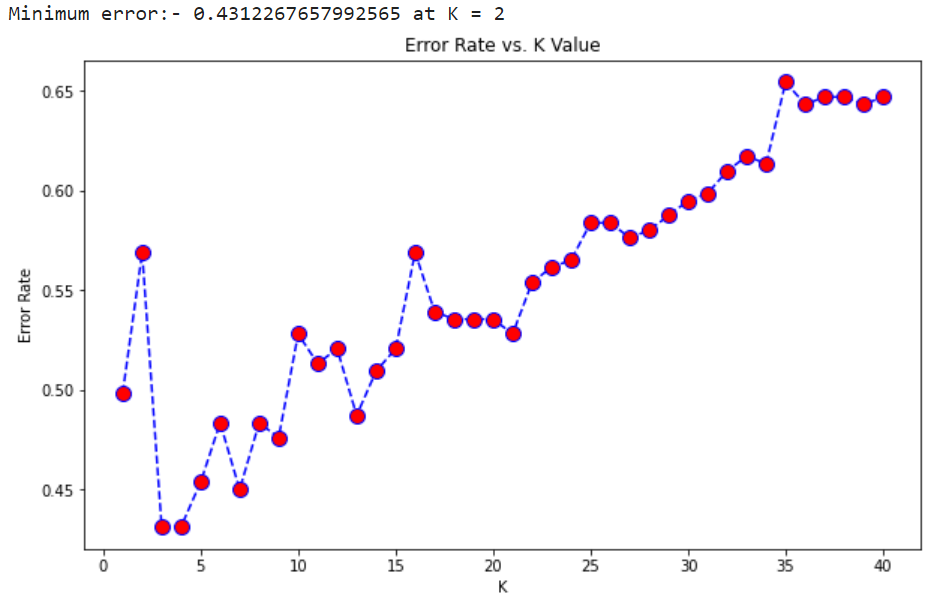 Minimum error:- 0.4312267657992565 at K = 2
Error Rate vs. K Value
0.65
0.60
0.55
0.50
0.45
Error Rate
0 5 10 15 20 25 30 35 40
K